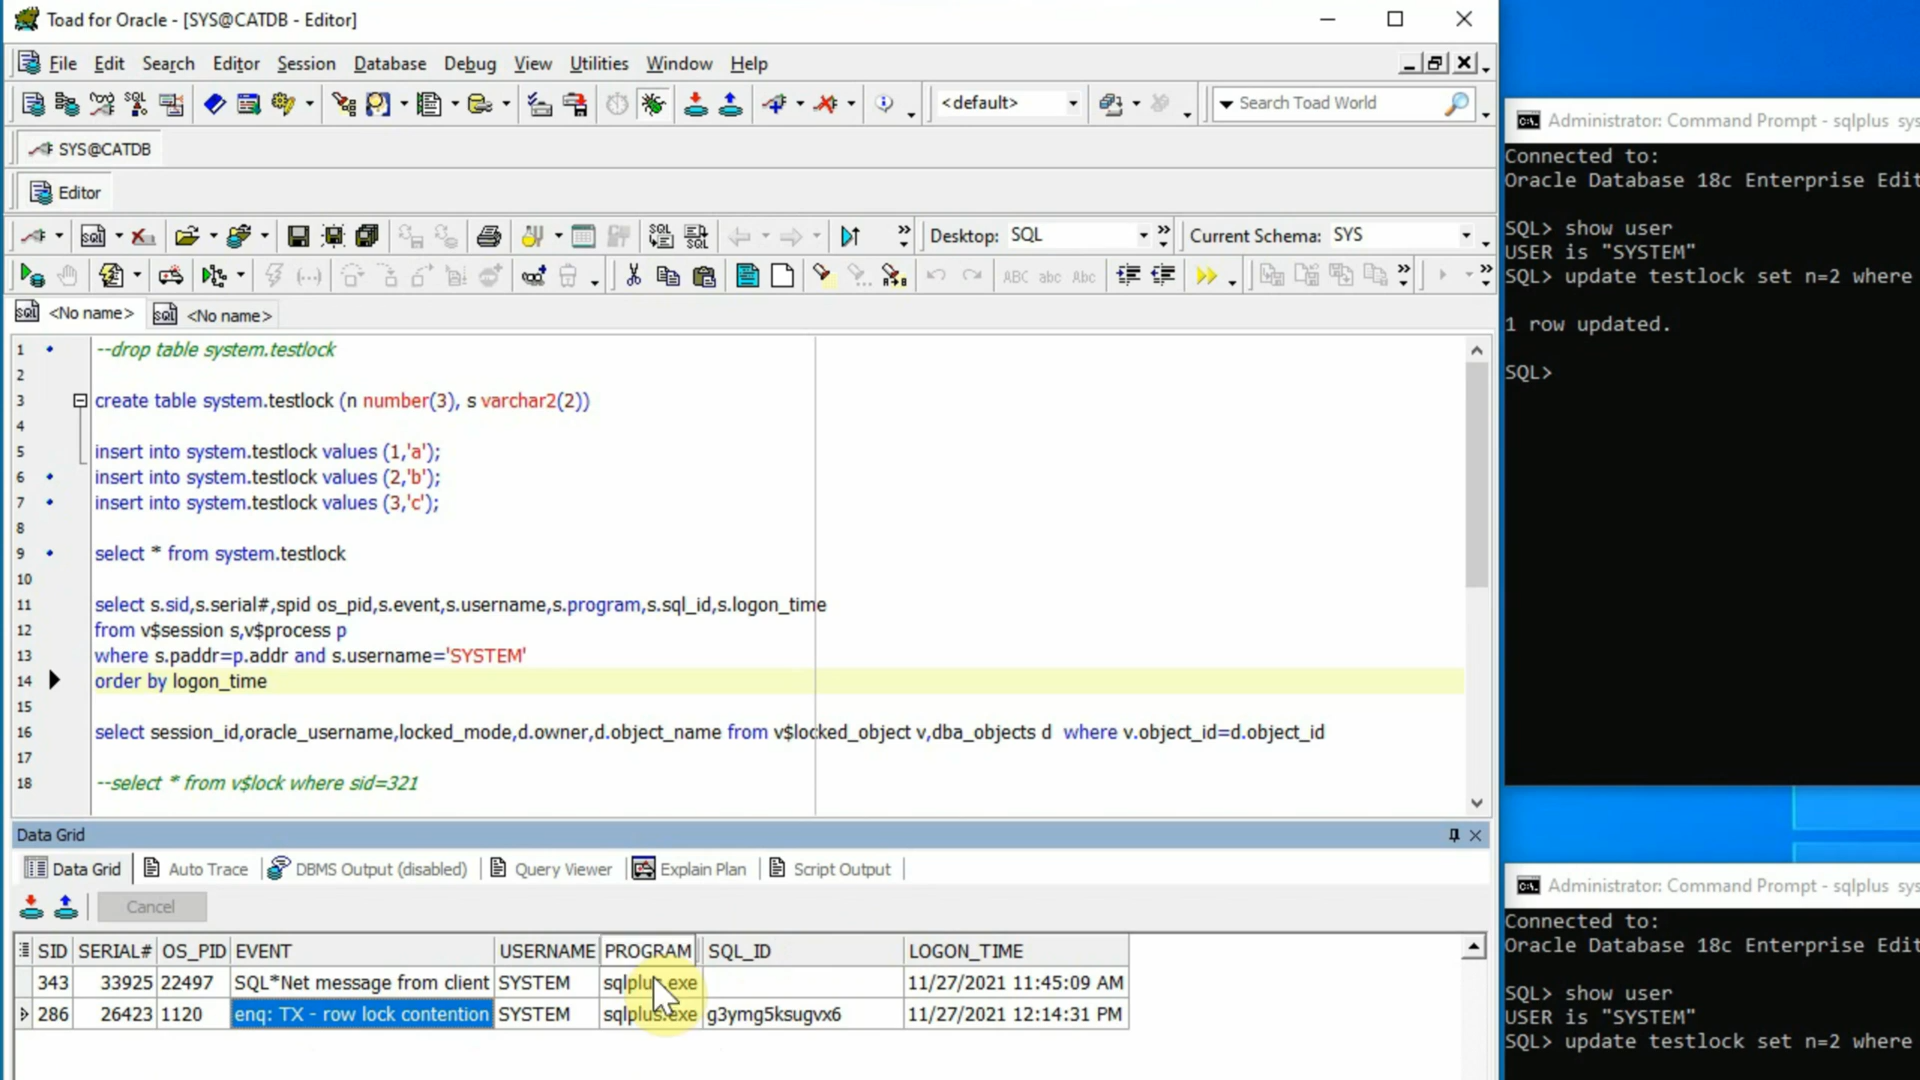 Toad for Oracle - [SYS@CATDB - Editor]
File Edit Search Editor Session Database Debug View Utilities Window Help
<default>
Search Toad World
SYS@CATDB
Editor
Desktop: SQL
Current Schema: SYS
<No name> <No name>
1 --drop table system.testlock
2
3 create table system.testlock (n number(3), s varchar2(2))
4
5 insert into system.testlock values (1,'a');
6 insert into system.testlock values (2,'b');
7 insert into system.testlock values (3,'c');
8
9 select * from system.testlock
10
11 select s.sid,s.serial#,spid os_pid,s.event,s.username,s.program,s.sql_id,s.logon_time
12 from v$session s,v$process p
13 where s.paddr=p.addr and s.username='SYSTEM'
14 order by logon_time
15
16 select session_id,oracle_username,locked_mode,d.owner,d.object_name from v$locked_object v,dba_objects d  where v.object_id=d.object_id
17
18 --select * from v$lock where sid=321
Data Grid
Data Grid Auto Trace DBMS Output (disabled) Query Viewer Explain Plan Script Output
Cancel
SID SERIAL# OS_PID EVENT USERNAME PROGRAM SQL_ID LOGON_TIME
343 33925 22497 SQL*Net message from client SYSTEM sqlplus.exe 11/27/2021 11:45:09 AM
286 26423 1120 enq: TX - row lock contention SYSTEM sqlplus.exe g3ymg5ksugvx6 11/27/2021 12:14:31 PM
Administrator: Command Prompt - sqlplus sys
Connected to:
Oracle Database 18c Enterprise Edit
SQL> show user
USER is "SYSTEM"
SQL> update testlock set n=2 where
1 row updated.
SQL>
Administrator: Command Prompt - sqlplus sys
Connected to:
Oracle Database 18c Enterprise Edit
SQL> show user
USER is "SYSTEM"
SQL> update testlock set n=2 where